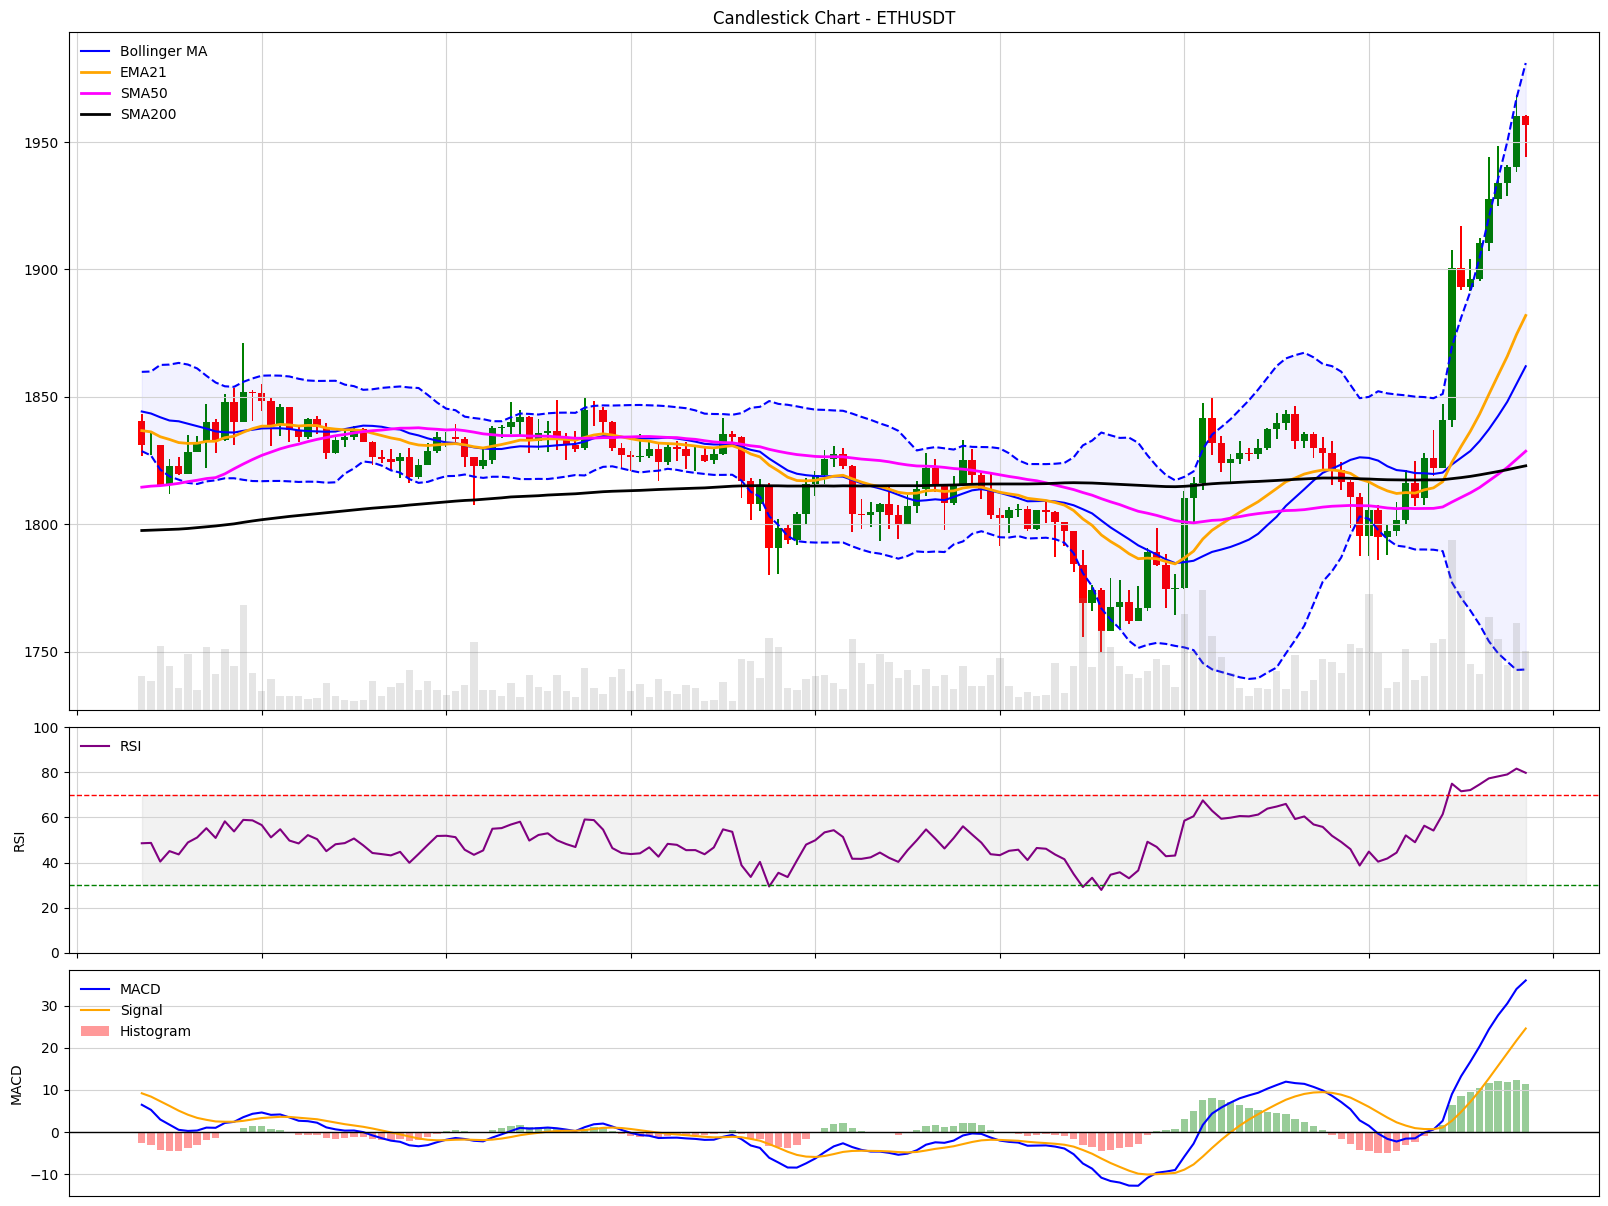 Candlestick Chart - ETHUSDT
Bollinger MA
EMA21
SMA50
SMA200
1950
1900
1850
1800
1750
RSI
RSI
100
80
60
40
20
0
MACD
Signal
Histogram
MACD
30
20
10
0
−10